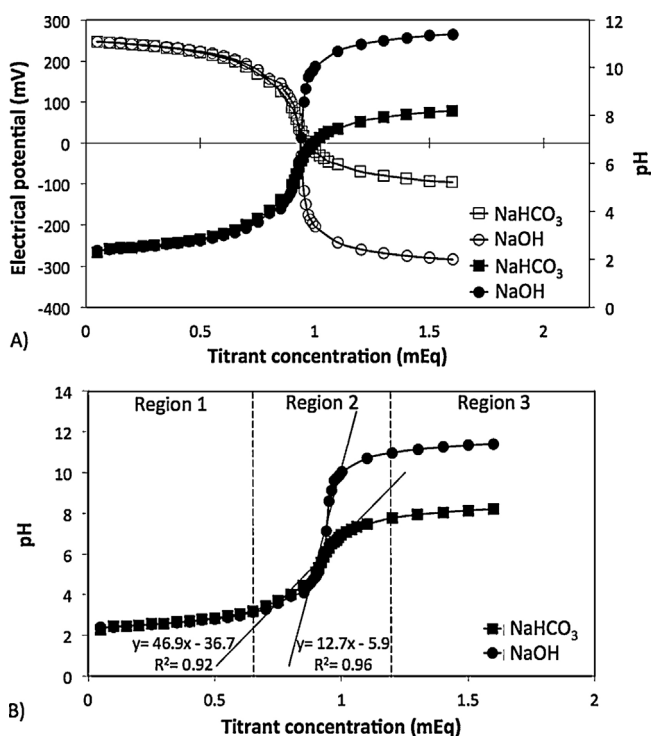 300
200
100
0
-100
-200
-300
-400
Electrical potential (mV)
12
10
8
6
4
2
0
pH
NaHCO₃
NaOH
NaHCO₃
NaOH
0 0.5 1 1.5 2
A)
Titrant concentration (mEq)
14
12
10
8
6
4
2
0
pH
Region 1 Region 2 Region 3
y= 46.9x - 36.7 y= 12.7x - 5.9
R²= 0.92 R²= 0.96
NaHCO₃
NaOH
0 0.5 1 1.5 2
B)
Titrant concentration (mEq)